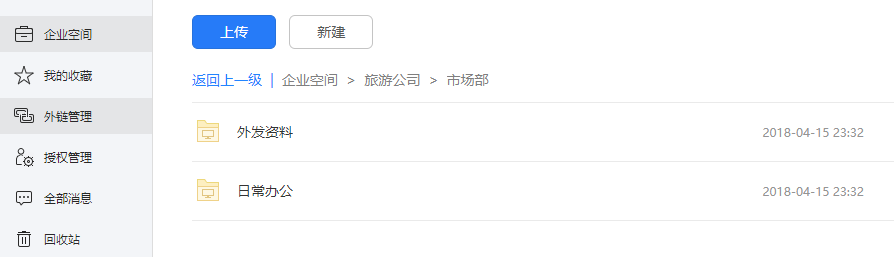 企业空间
我的收藏
外链管理
授权管理
全部消息
回收站
上传 新建
返回上一级 | 企业空间 > 旅游公司 > 市场部
外发资料 2018-04-15 23:32
日常办公 2018-04-15 23:32